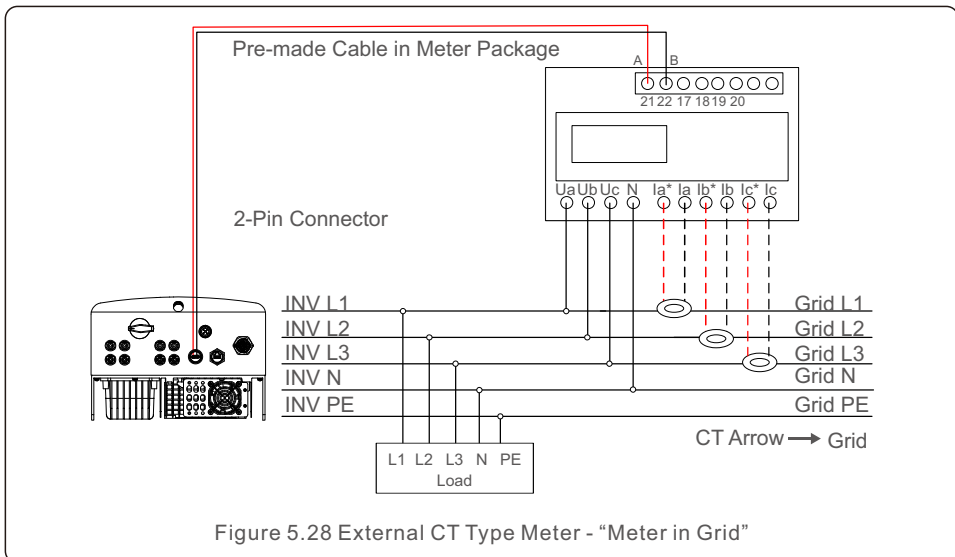 Pre-made Cable in Meter Package
A B
21 22 17 18 19 20
Ua Ub Uc N Ia* Ia Ib* Ib Ic* Ic
2-Pin Connector
INV L1 Grid L1
INV L2 Grid L2
INV L3 Grid L3
INV N Grid N
INV PE Grid PE
CT Arrow → Grid
L1 L2 L3 N PE
Load
Figure 5.28 External CT Type Meter - “Meter in Grid”